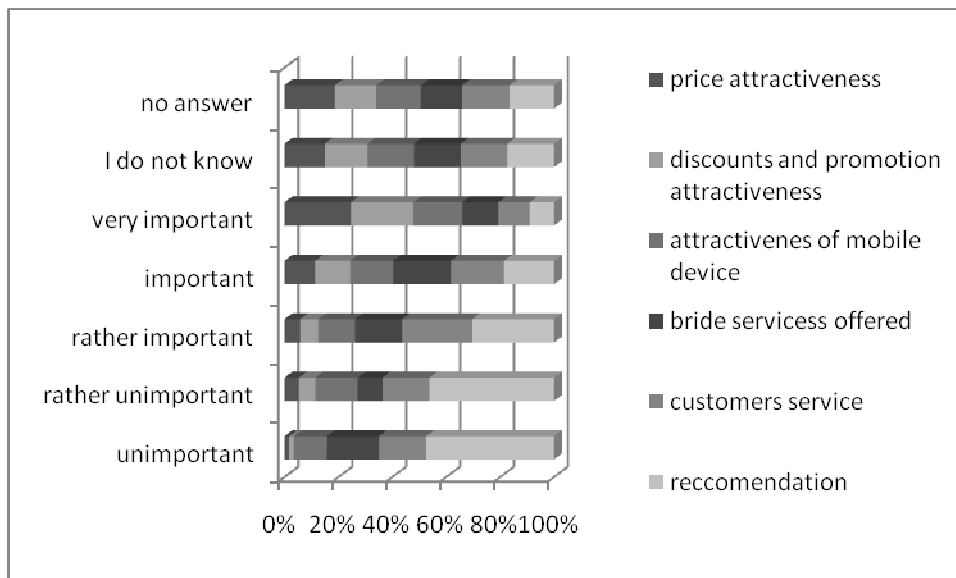 no answer
I do not know
very important
important
rather important
rather unimportant
unimportant
0% 20% 40% 60% 80% 100%
price attractiveness
discounts and promotion
attractiveness
attractivenes of mobile
device
bride servicess offered
customers service
reccomendation